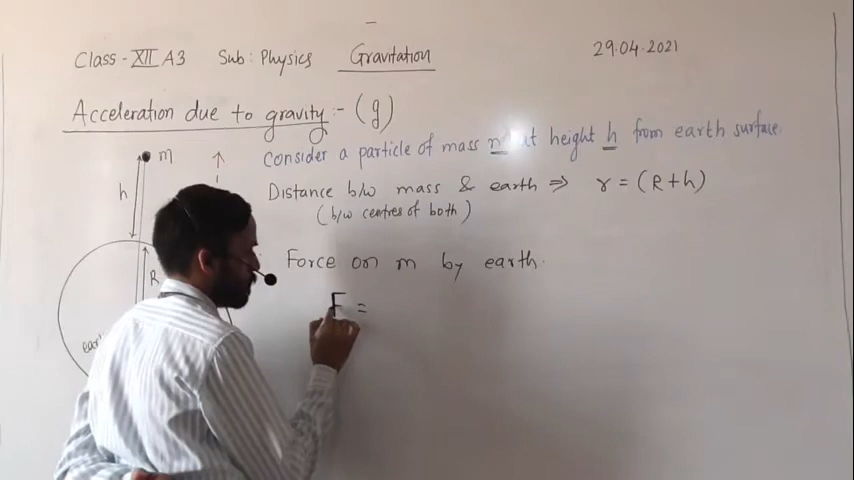 Class - XII A3 Sub: Physics Gravitation 29.04.2021
Acceleration due to gravity :- (g)
Consider a particle of mass m at height h from earth surface.
m
h
Distance b/w mass & earth ⇒ r = (R+h)
(b/w centres of both)
Force on m by earth.
R
F =